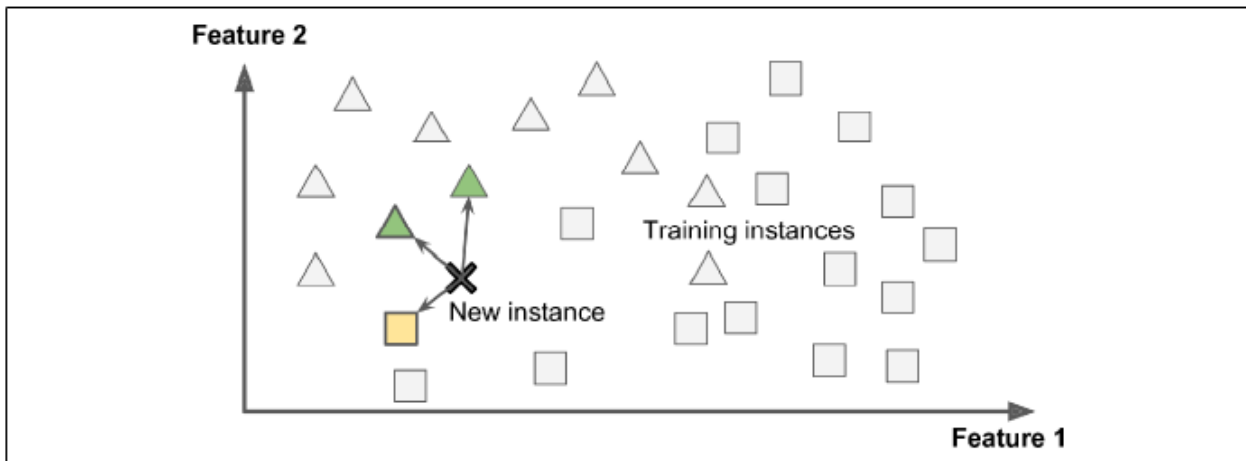 Feature 2
Training instances
New instance
Feature 1